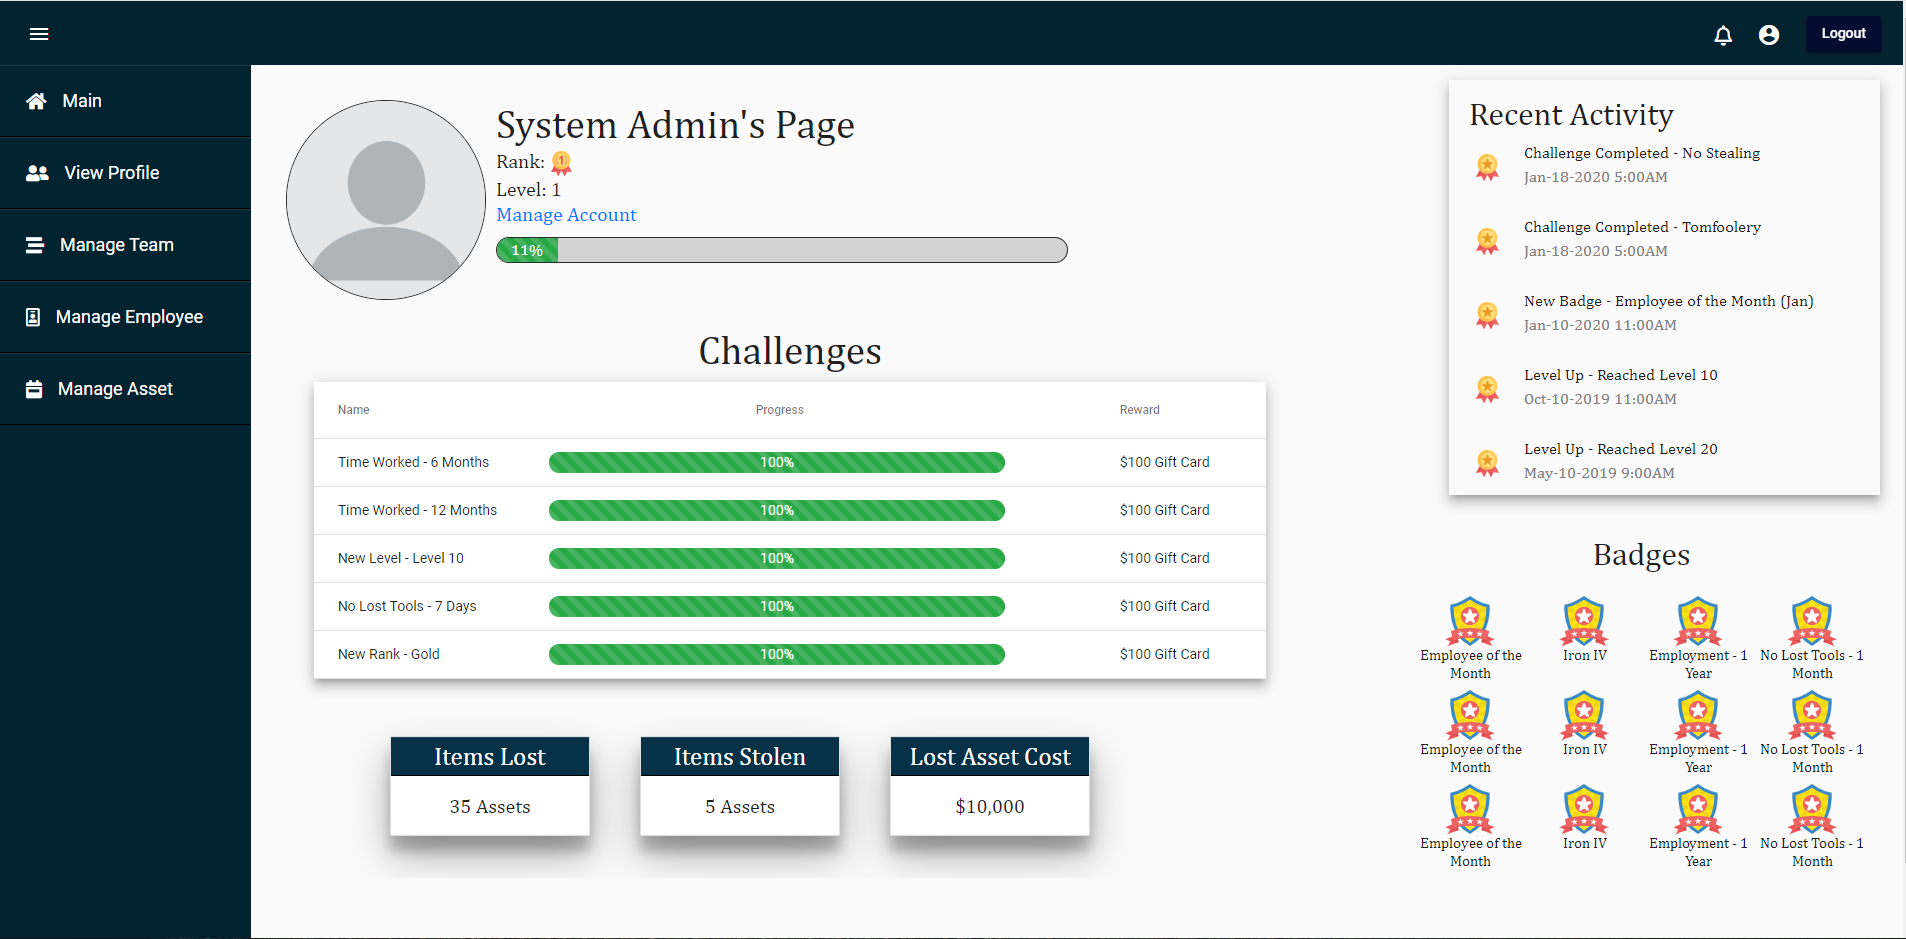 Logout
Main
View Profile
Manage Team
Manage Employee
Manage Asset
System Admin's Page
Rank: 1
Level: 1
Manage Account
11%
Challenges
Name Progress Reward
Time Worked - 6 Months 100% $100 Gift Card
Time Worked - 12 Months 100% $100 Gift Card
New Level - Level 10 100% $100 Gift Card
No Lost Tools - 7 Days 100% $100 Gift Card
New Rank - Gold 100% $100 Gift Card
Items Lost
35 Assets
Items Stolen
5 Assets
Lost Asset Cost
$10,000
Recent Activity
Challenge Completed - No Stealing
Jan-18-2020 5:00AM
Challenge Completed - Tomfoolery
Jan-18-2020 5:00AM
New Badge - Employee of the Month (Jan)
Jan-10-2020 11:00AM
Level Up - Reached Level 10
Oct-10-2019 11:00AM
Level Up - Reached Level 20
May-10-2019 9:00AM
Badges
Employee of the
Month
Iron IV
Employment - 1
Year
No Lost Tools - 1
Month
Employee of the
Month
Iron IV
Employment - 1
Year
No Lost Tools - 1
Month
Employee of the
Month
Iron IV
Employment - 1
Year
No Lost Tools - 1
Month